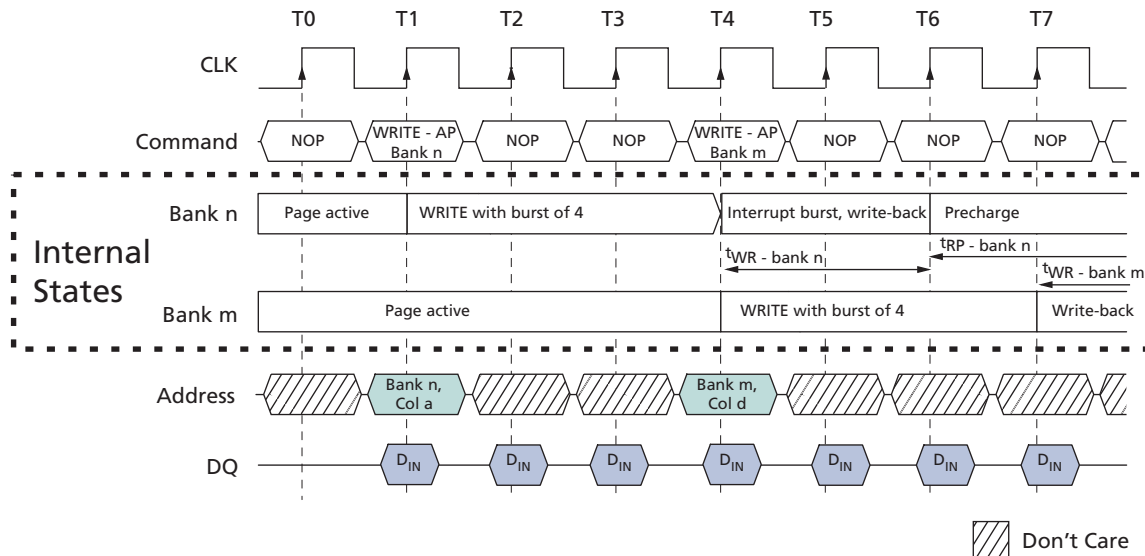 T0 T1 T2 T3 T4 T5 T6 T7
CLK
Command NOP WRITE - AP Bank n NOP NOP WRITE - AP Bank m NOP NOP NOP
Bank n Page active WRITE with burst of 4 Interrupt burst, write-back Precharge
Internal States
tWR - bank n tRP - bank n
tWR - bank m
Bank m Page active WRITE with burst of 4 Write-back
Address Bank n, Col a Bank m, Col d
DQ DIN DIN DIN DIN DIN DIN DIN
Don't Care